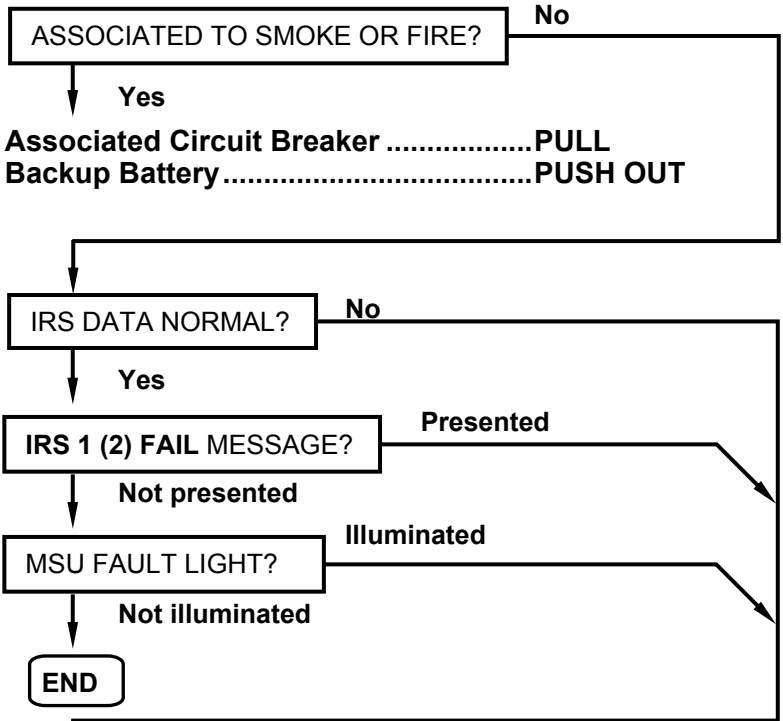 ASSOCIATED TO SMOKE OR FIRE?
No
Yes
Associated Circuit Breaker ..................PULL
Backup Battery.....................................PUSH OUT
IRS DATA NORMAL?
No
Yes
IRS 1 (2) FAIL MESSAGE?
Presented
Not presented
MSU FAULT LIGHT?
Illuminated
Not illuminated
END